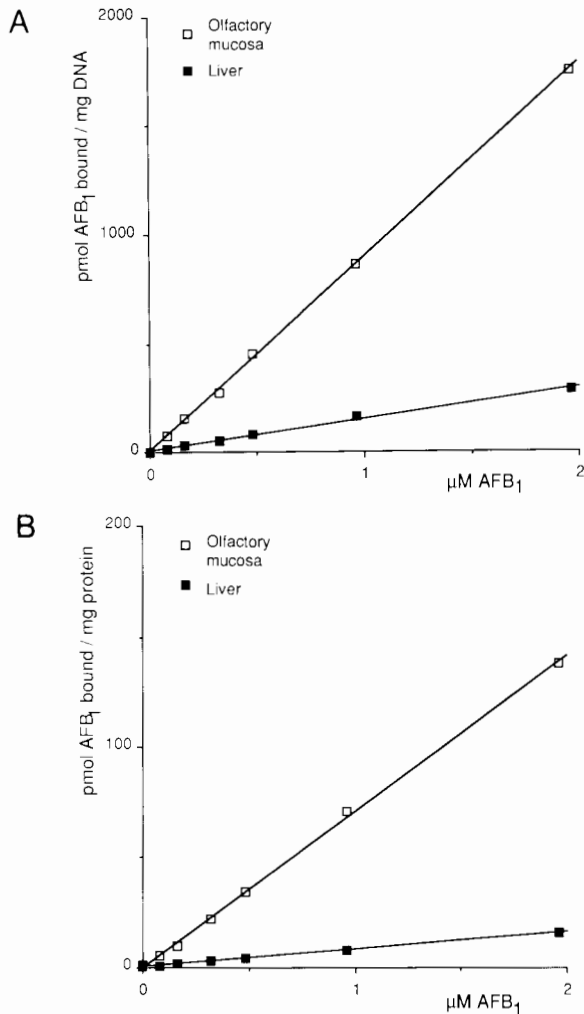 A
2000
Olfactory
mucosa
Liver
pmol AFB1 bound / mg DNA
1000
0
0
1
2
µM AFB1
B
200
Olfactory
mucosa
Liver
pmol AFB1 bound / mg protein
100
0
0
1
2
µM AFB1